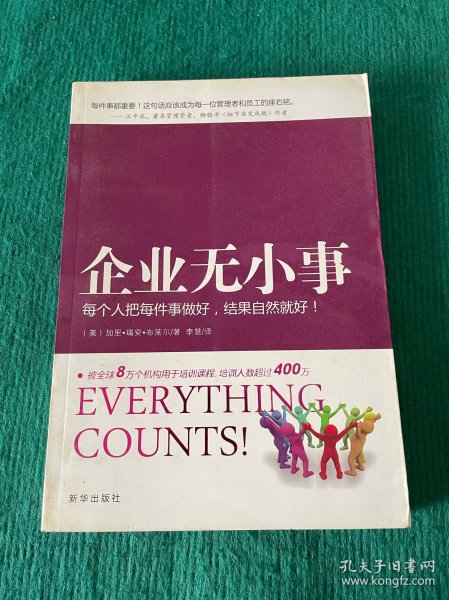 每件事都重要！这句话应该成为每一位管理者和员工的座右铭。
——汪中求，著名管理学者，畅销书《细节决定成败》作者
企业无小事
每个人把每件事做好，结果自然就好！
（美）加里·瑞安·布莱尔/著 李慧/译
● 被全球8万个机构用于培训课程，培训人数超过400万
EVERYTHING
COUNTS!
新华出版社
孔夫子旧书网
www.kongfz.com